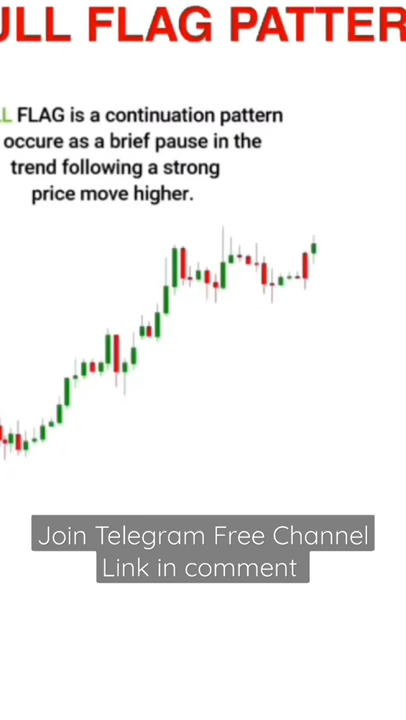 ULL FLAG PATTER
L FLAG is a continuation pattern
occure as a brief pause in the
trend following a strong
price move higher.
Join Telegram Free Channel
Link in comment